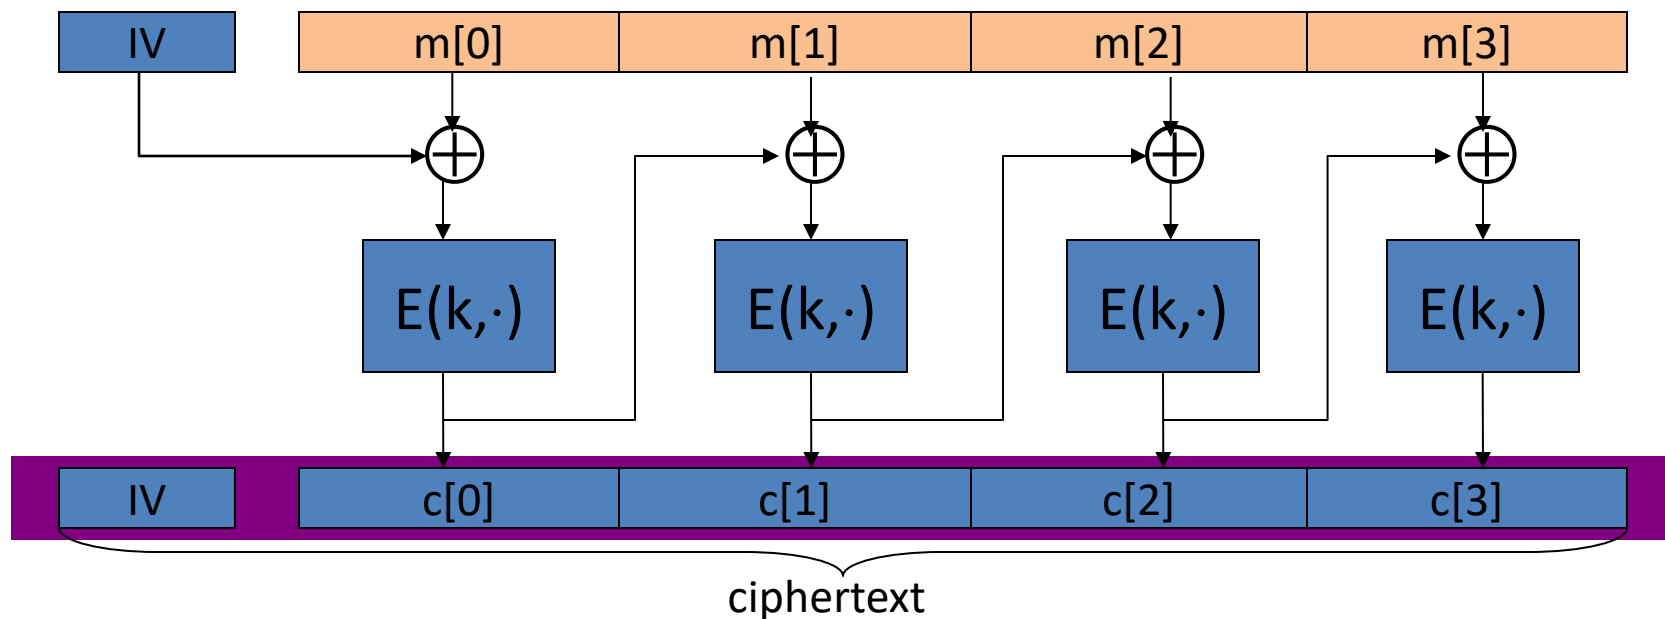 IV m[0] m[1] m[2] m[3]
E(k,·) E(k,·) E(k,·) E(k,·)
IV c[0] c[1] c[2] c[3]
ciphertext